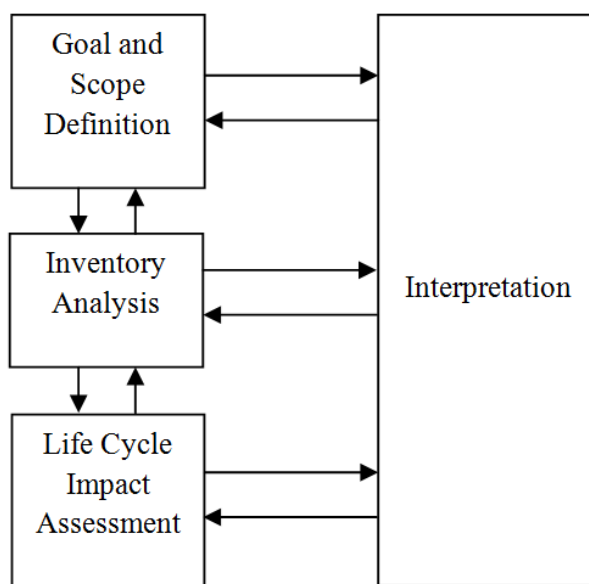 Goal and
Scope
Definition
Inventory
Analysis
Interpretation
Life Cycle
Impact
Assessment